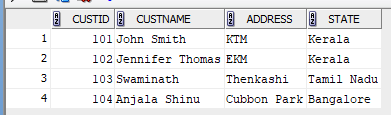 CUSTID CUSTNAME ADDRESS STATE
1 101 John Smith KTM Kerala
2 102 Jennifer Thomas EKM Kerala
3 103 Swaminath Thenkashi Tamil Nadu
4 104 Anjala Shinu Cubbon Park Bangalore